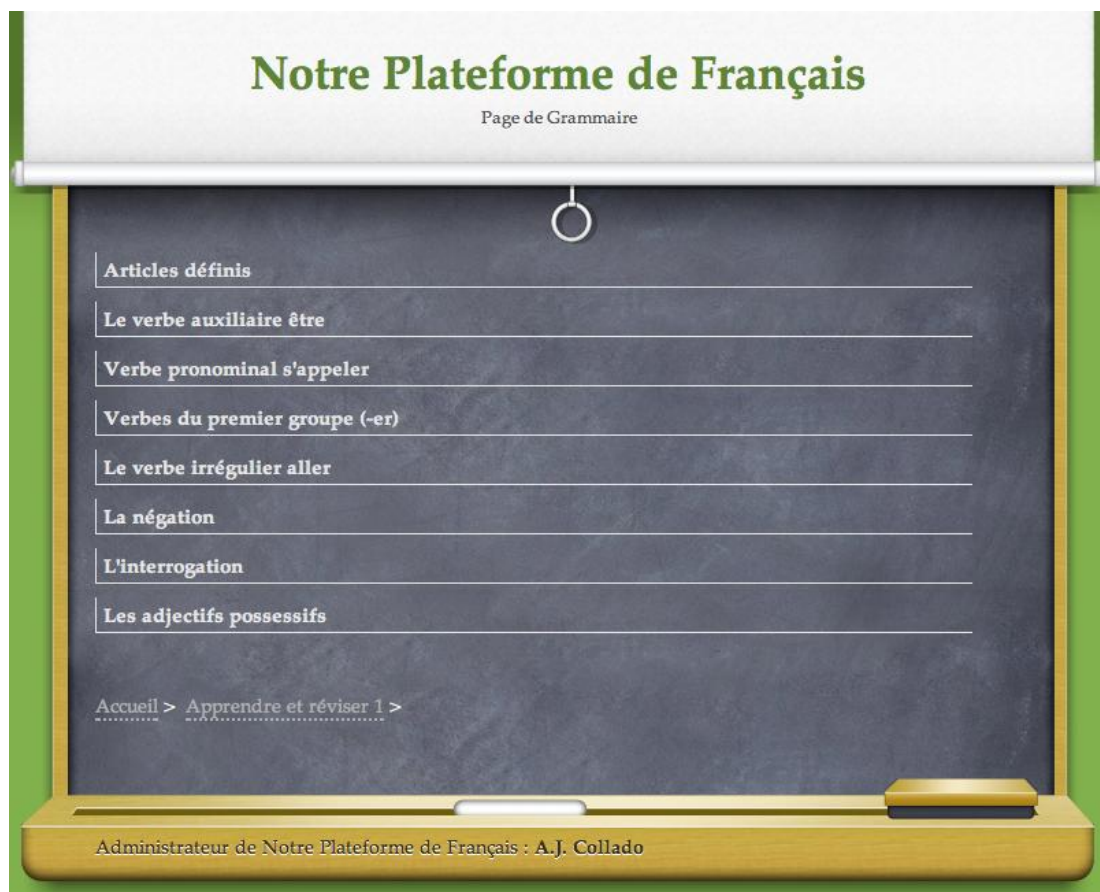 Notre Plateforme de Français
Page de Grammaire
Articles définis
Le verbe auxiliaire être
Verbe pronominal s'appeler
Verbes du premier groupe (-er)
Le verbe irrégulier aller
La négation
L'interrogation
Les adjectifs possessifs
Accueil > Apprendre et réviser 1 >
Administrateur de Notre Plateforme de Français : A.J. Collado